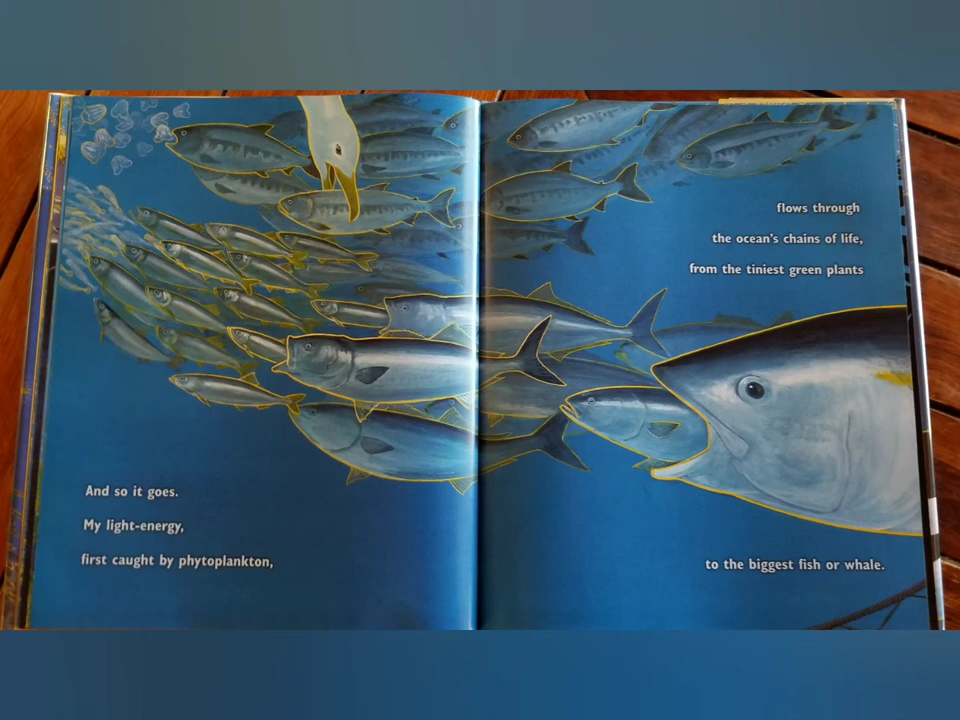 And so it goes.
My light-energy,
first caught by phytoplankton,
flows through
the ocean's chains of life,
from the tiniest green plants
to the biggest fish or whale.